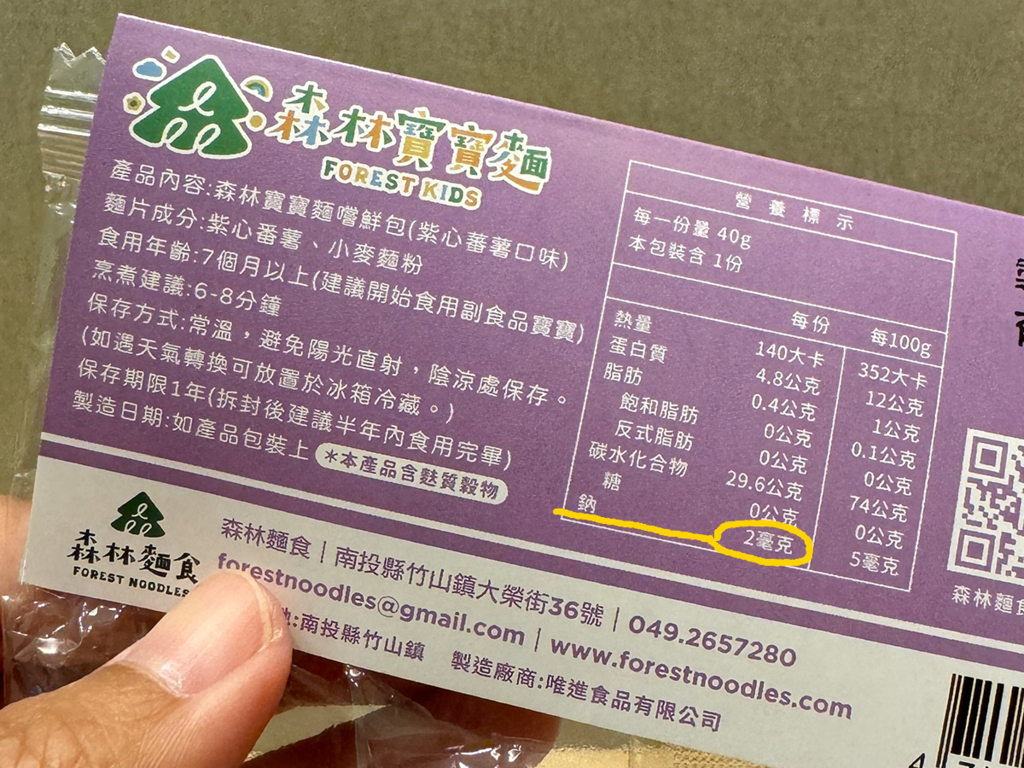 森林寶寶麵
FOREST KIDS
產品內容:森林寶寶麵嚐鮮包(紫心蕃薯口味)
麵片成分:紫心番薯、小麥麵粉
食用年齡:7個月以上(建議開始食用副食品寶寶)
烹煮建議:6-8分鐘
保存方式:常溫,避免陽光直射,陰涼處保存。
(如遇天氣轉換可放置於冰箱冷藏。)
保存期限1年(拆封後建議半年內食用完畢)
製造日期:如產品包裝上
*本產品含麩質穀物
營養標示
每一份量 40g
本包裝含 1份
每份 每100g
熱量 140大卡 352大卡
蛋白質 4.8公克 12公克
脂肪 0.4公克 1公克
飽和脂肪 0公克 0.1公克
反式脂肪 0公克 0公克
碳水化合物 29.6公克 74公克
糖 0公克 0公克
鈉 2毫克 5毫克
森林麵食
FOREST NOODLES
森林麵食|南投縣竹山鎮大榮街36號|049.2657280
forestnoodles@gmail.com|www.forestnoodles.com
:南投縣竹山鎮 製造廠商:唯進食品有限公司
森林麵食